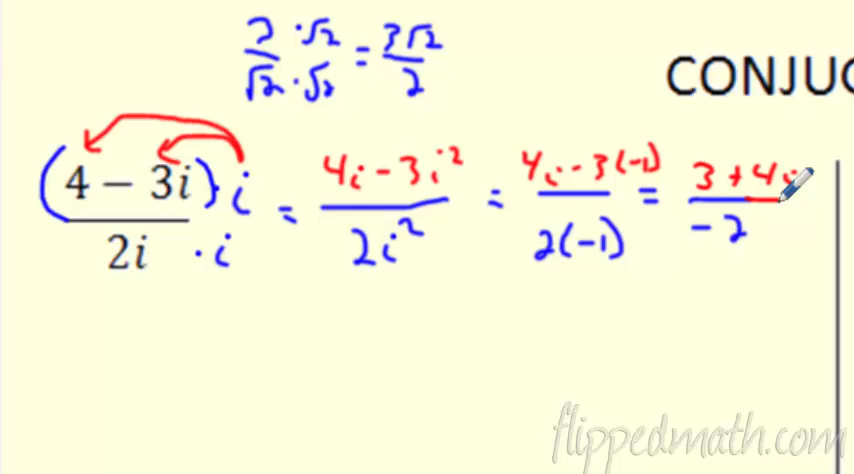 3 · √2 / √2 · √2 = 3√2 / 2
CONJUG
(4 − 3i) · i / 2i · i = 4i − 3i² / 2i² = 4i − 3(−1) / 2(−1) = 3 + 4i / −2
flippedmath.com